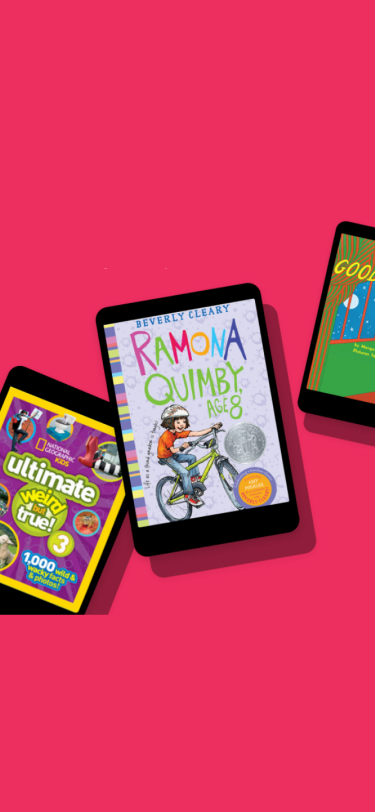 BEVERLY CLEARY
RAMONA
QUIMBY,
AGE 8
NATIONAL
GEOGRAPHIC
KIDS
ultimate
weird
but
true!
3
1,000 wild &
wacky facts
& photos!
GOOD